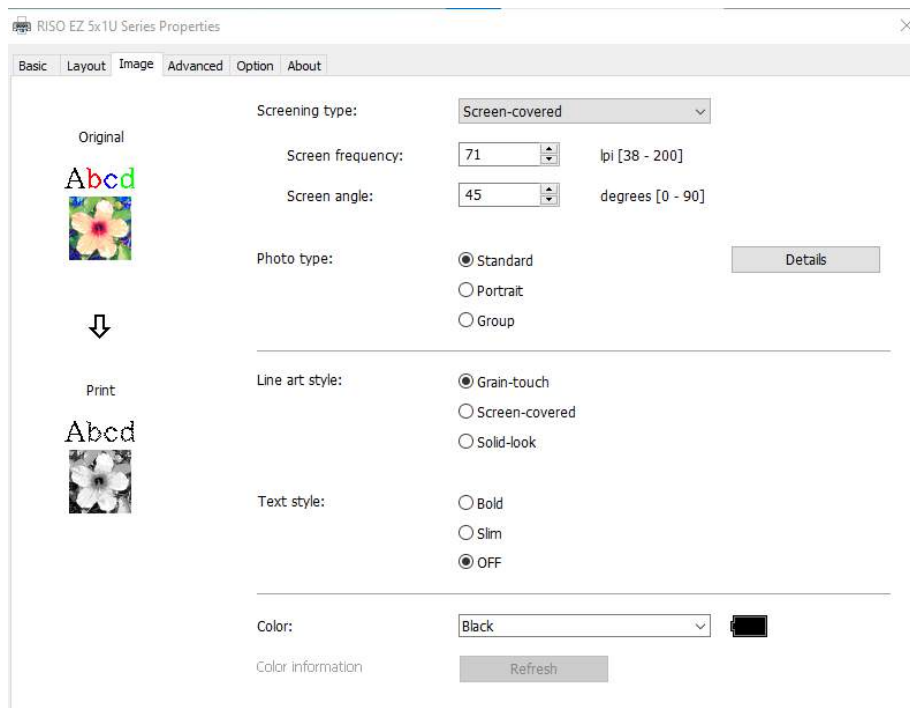 RISO EZ 5x1U Series Properties
Basic Layout Image Advanced Option About
Original
Abcd
Print
Abcd
Screening type: Screen-covered
Screen frequency: 71 lpi [38 - 200]
Screen angle: 45 degrees [0 - 90]
Photo type: Standard Details
Portrait
Group
Line art style: Grain-touch
Screen-covered
Solid-look
Text style: Bold
Slim
OFF
Color: Black
Color information Refresh